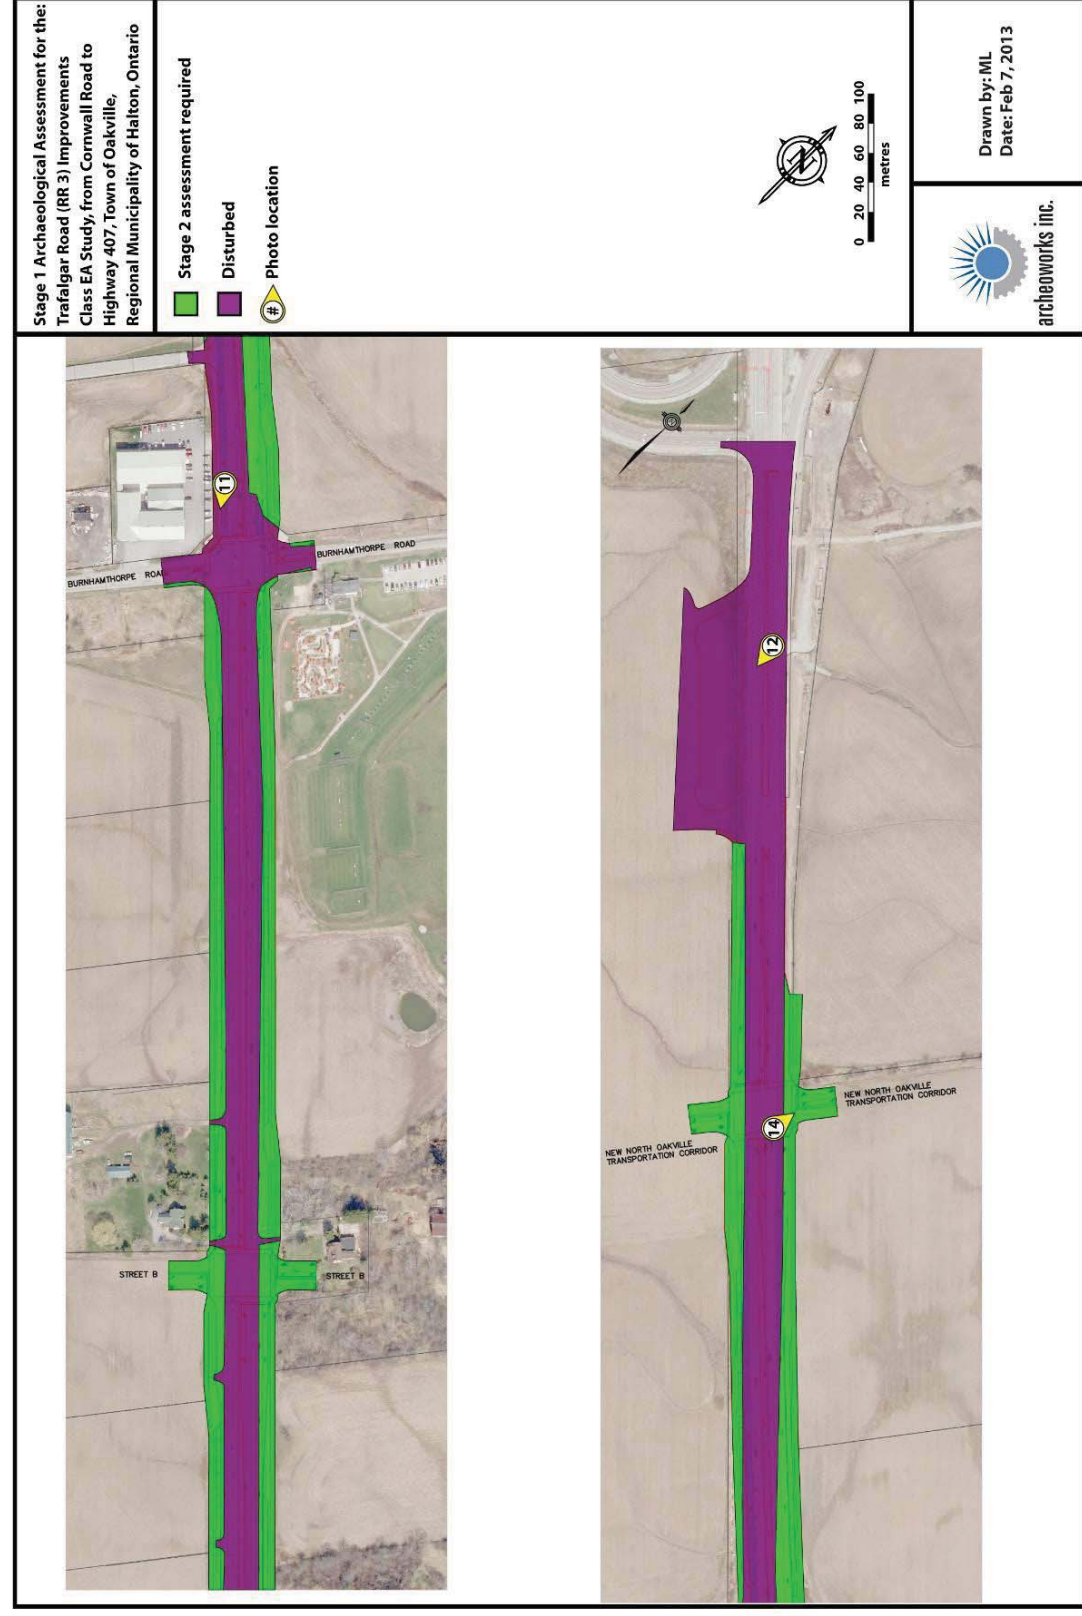 Stage 1 Archaeological Assessment for the:
Trafalgar Road (RR 3) Improvements
Class EA Study, from Cornwall Road to
Highway 407, Town of Oakville,
Regional Municipality of Halton, Ontario
Stage 2 assessment required
Disturbed
# Photo location
N
0 20 40 60 80 100
metres
archeoworks inc.
Drawn by: ML
Date: Feb 7, 2013
BURNHAMTHORPE ROAD
BURNHAMTHORPE ROAD
11
STREET B
STREET B
12
14
NEW NORTH OAKVILLE
TRANSPORTATION CORRIDOR
NEW NORTH OAKVILLE
TRANSPORTATION CORRIDOR